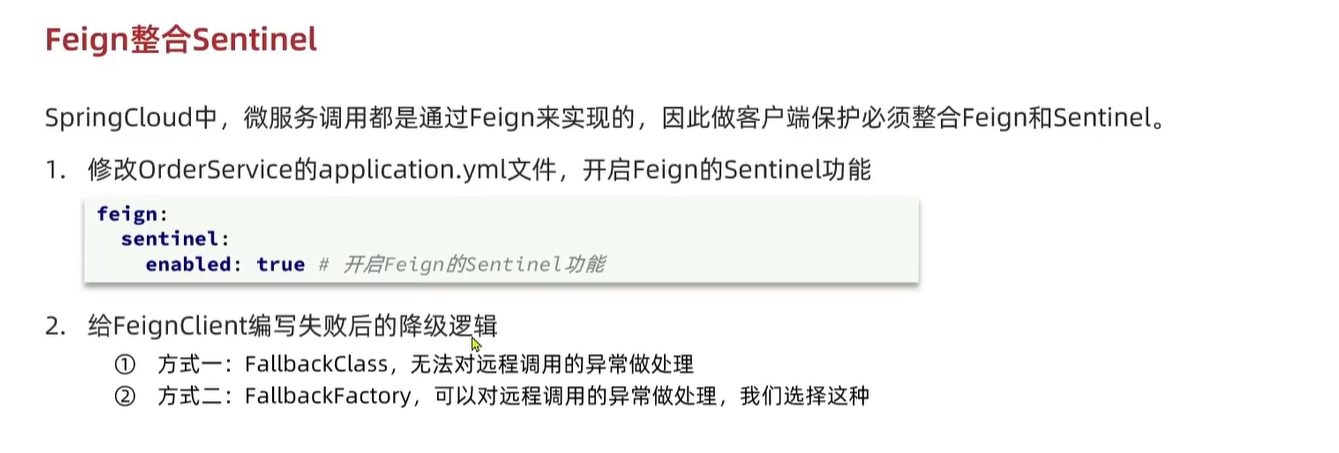 Feign整合Sentinel
SpringCloud中，微服务调用都是通过Feign来实现的，因此做客户端保护必须整合Feign和Sentinel。
1. 修改OrderService的application.yml文件，开启Feign的Sentinel功能
feign:
  sentinel:
    enabled: true # 开启Feign的Sentinel功能
2. 给FeignClient编写失败后的降级逻辑
① 方式一：FallbackClass，无法对远程调用的异常做处理
② 方式二：FallbackFactory，可以对远程调用的异常做处理，我们选择这种